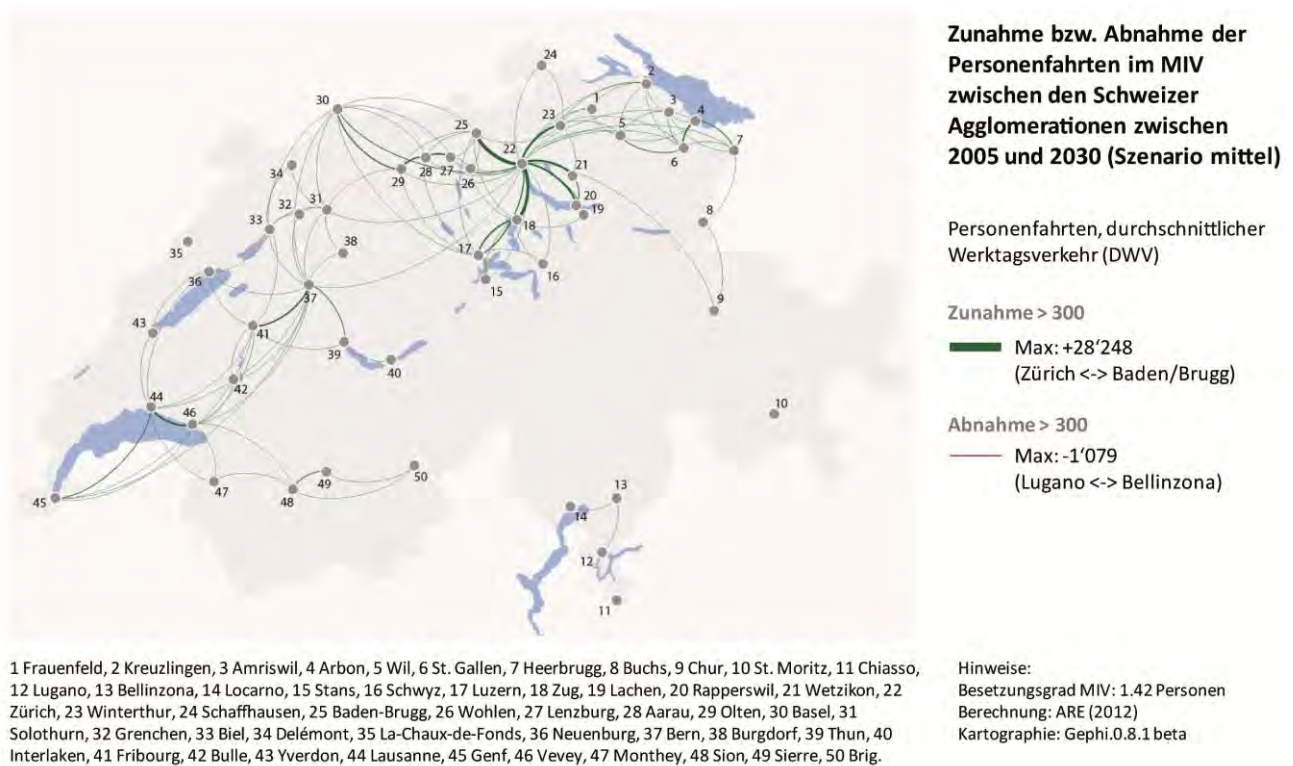 Zunahme bzw. Abnahme der
Personenfahrten im MIV
zwischen den Schweizer
Agglomerationen zwischen
2005 und 2030 (Szenario mittel)
Personenfahrten, durchschnittlicher
Werktagsverkehr (DWV)
Zunahme > 300
Max: +28'248
(Zürich <-> Baden/Brugg)
Abnahme > 300
Max: -1'079
(Lugano <-> Bellinzona)
24
2
30
1
3
4
23
25
5
7
22
6
28
27
21
34
29
26
20
32
31
19
33
8
18
38
35
17
16
36
15
37
9
43
41
39
40
42
44
46
10
49
50
47
48
45
13
14
12
11
1 Frauenfeld, 2 Kreuzlingen, 3 Amriswil, 4 Arbon, 5 Wil, 6 St. Gallen, 7 Heerbrugg, 8 Buchs, 9 Chur, 10 St. Moritz, 11 Chiasso,
12 Lugano, 13 Bellinzona, 14 Locarno, 15 Stans, 16 Schwyz, 17 Luzern, 18 Zug, 19 Lachen, 20 Rapperswil, 21 Wetzikon, 22
Zürich, 23 Winterthur, 24 Schaffhausen, 25 Baden-Brugg, 26 Wohlen, 27 Lenzburg, 28 Aarau, 29 Olten, 30 Basel, 31
Solothurn, 32 Grenchen, 33 Biel, 34 Delémont, 35 La-Chaux-de-Fonds, 36 Neuenburg, 37 Bern, 38 Burgdorf, 39 Thun, 40
Interlaken, 41 Fribourg, 42 Bulle, 43 Yverdon, 44 Lausanne, 45 Genf, 46 Vevey, 47 Monthey, 48 Sion, 49 Sierre, 50 Brig.
Hinweise:
Besetzungsgrad MIV: 1.42 Personen
Berechnung: ARE (2012)
Kartographie: Gephi.0.8.1 beta